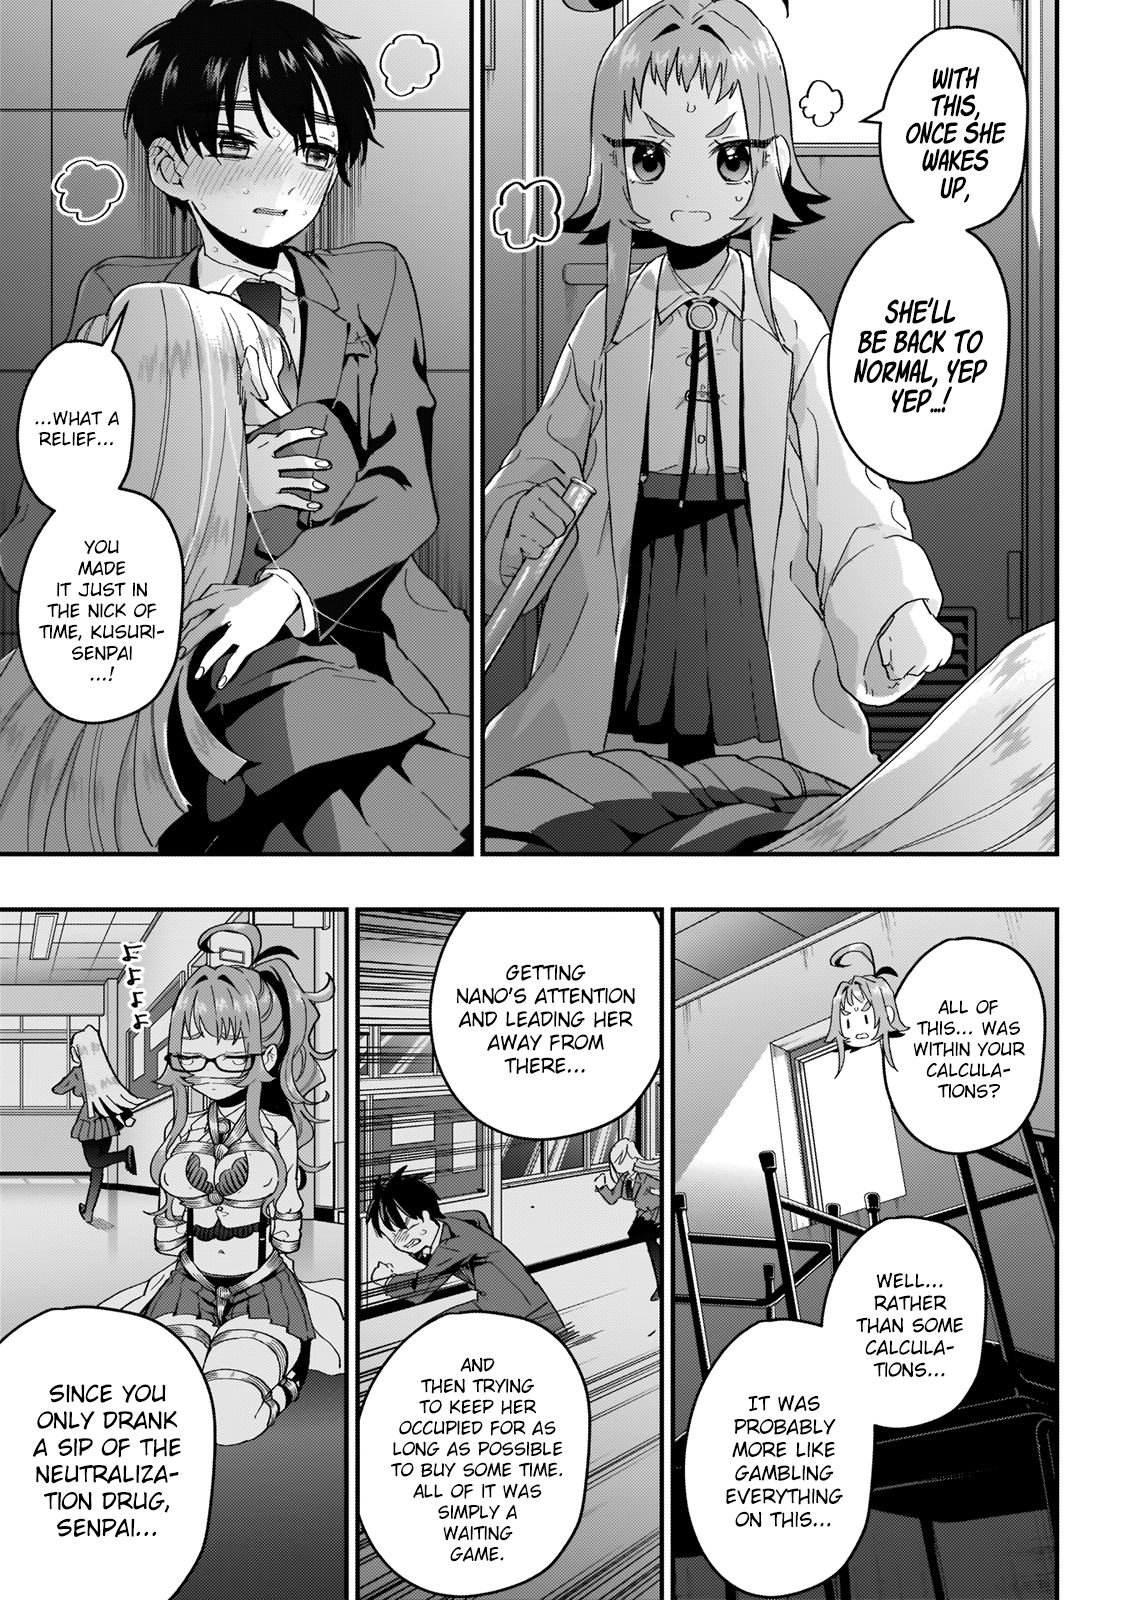 WITH
THIS,
ONCE SHE
WAKES
UP,
SHE'LL
BE BACK TO
NORMAL, YEP
YEP...!
...WHAT A
RELIEF...
YOU
MADE
IT JUST IN
THE NICK OF
TIME, KUSURI-
SENPAI
...!
ALL OF
THIS... WAS
WITHIN YOUR
CALCULA-
TIONS?
WELL...
RATHER
THAN SOME
CALCULA-
TIONS...
IT WAS
PROBABLY
MORE LIKE
GAMBLING
EVERYTHING
ON THIS...
GETTING
NANO'S ATTENTION
AND LEADING HER
AWAY FROM
THERE...
AND
THEN TRYING
TO KEEP HER
OCCUPIED FOR AS
LONG AS POSSIBLE
TO BUY SOME TIME.
ALL OF IT WAS
SIMPLY A
WAITING
GAME.
よよよよ
SINCE YOU
ONLY DRANK
A SIP OF THE
NEUTRALIZA-
TION DRUG,
SENPAI...